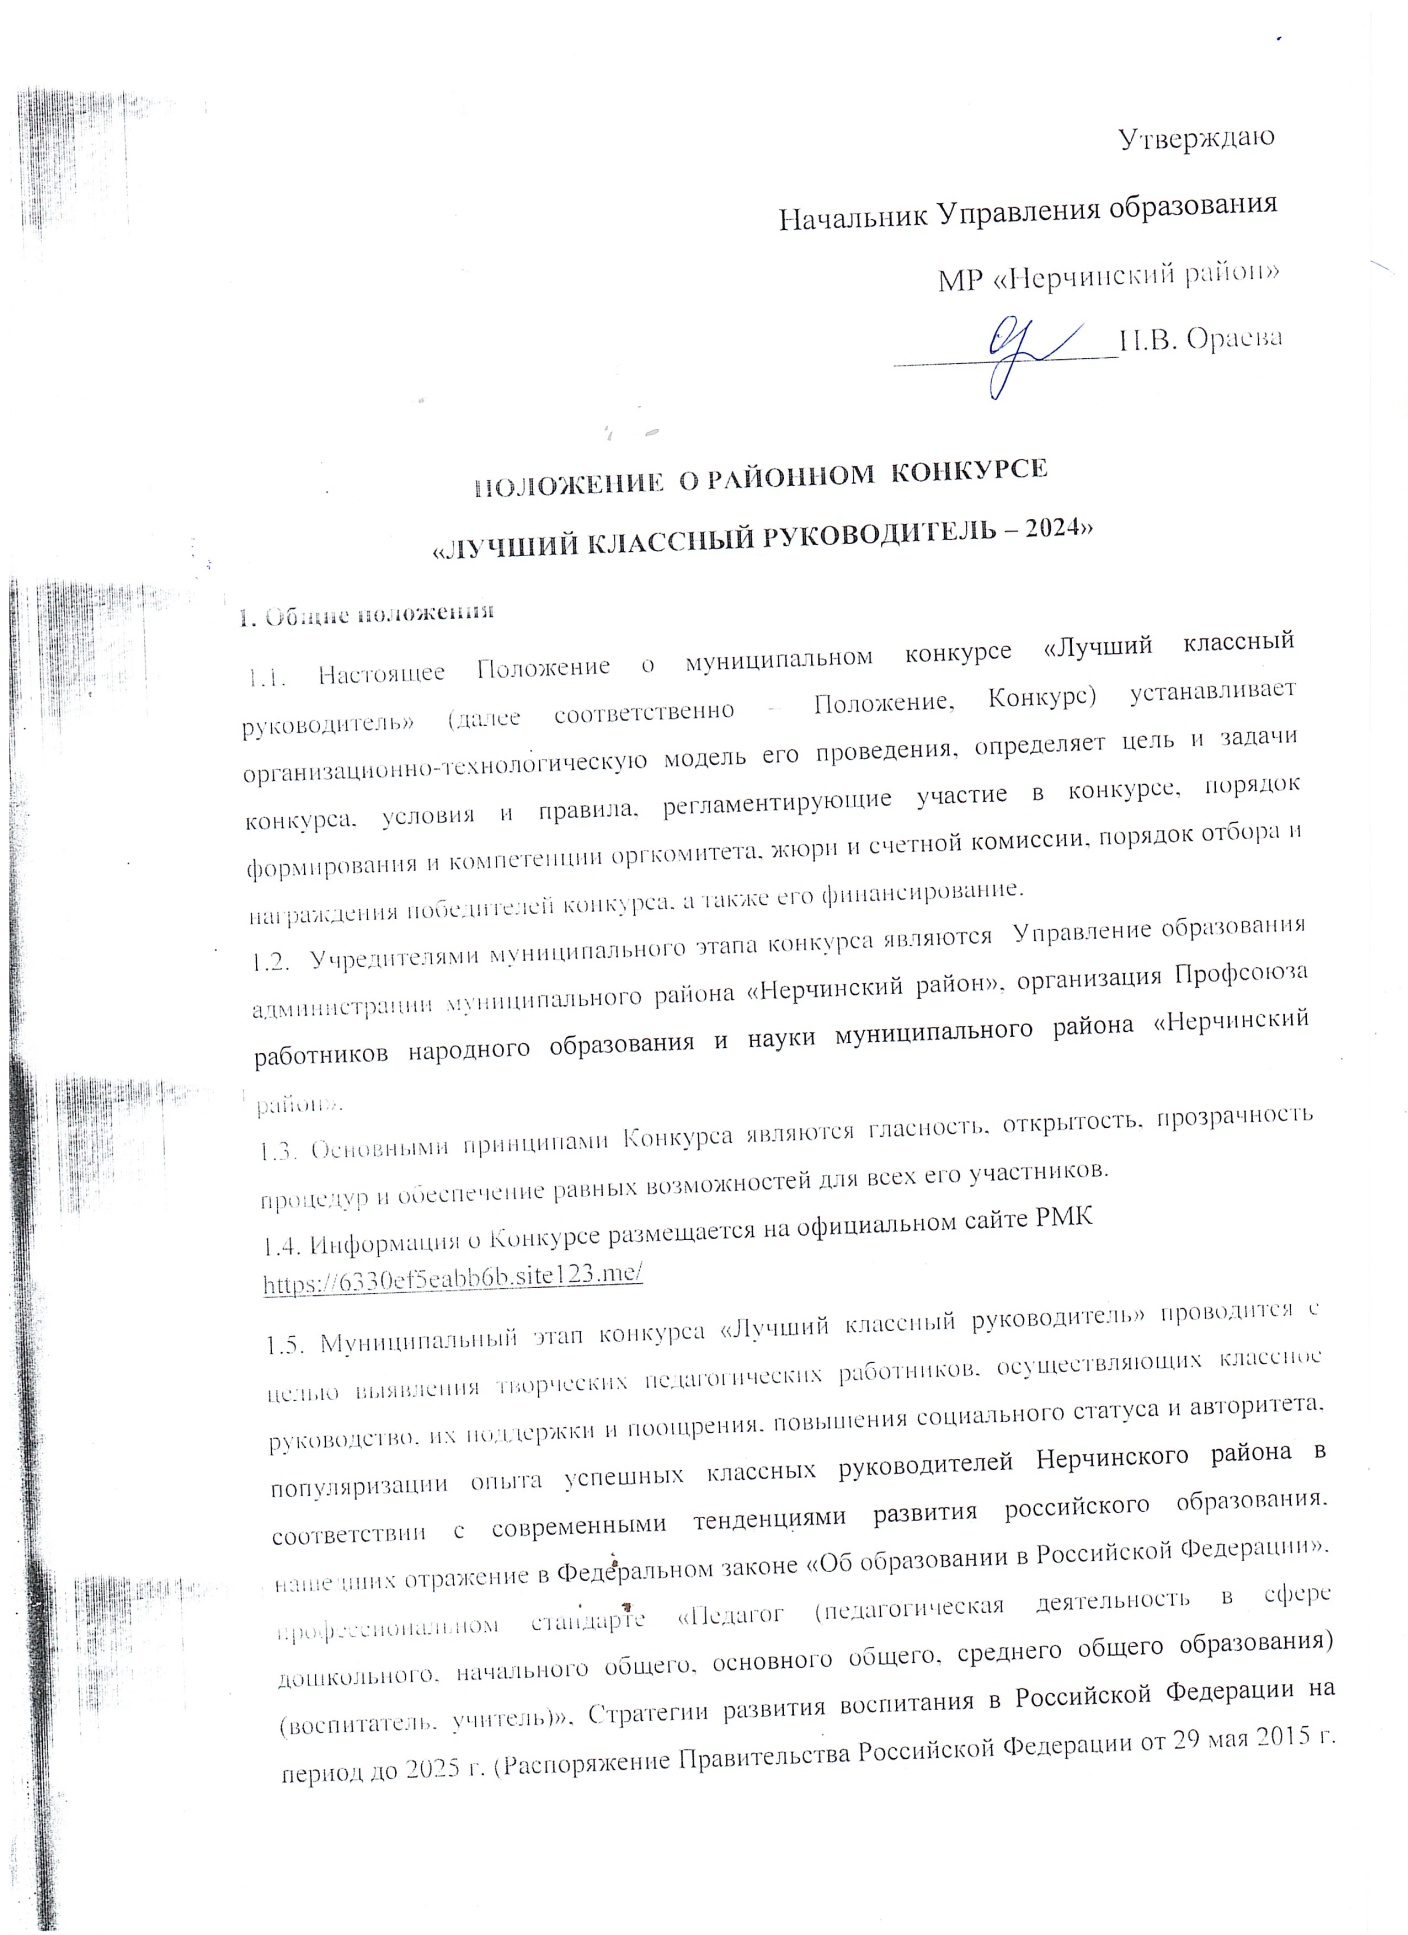 Утверждаю
Начальник Управления образования
МР «Нерчинский район»
Ораева
ПОЛОЖЕНИЕ О РАЙОННОМ КОНКУРСЕ
«ЛУЧШИЙ КЛАССНЫЙ РУКОВОДИТЕЛЬ – 2024»
1. Общие положения
1.1. Настоящее Положение о муниципальном конкурсе «Лучший классный
руководитель» (далее соответственно – Положение, Конкурс) устанавливает
организационно-технологическую модель его проведения, определяет цель и задачи
конкурса, условия и правила, регламентирующие участие в конкурсе, порядок
формирования и компетенции оргкомитета, жюри и счетной комиссии, порядок отбора и
награждения победителей конкурса, а также его финансирование.
1.2. Учредителями муниципального этапа конкурса являются Управление образования
администрации муниципального района «Нерчинский район», организация Профсоюза
работников народного образования и науки муниципального района «Нерчинский
район».
1.3. Основными принципами Конкурса являются гласность, открытость, прозрачность
процедур и обеспечение равных возможностей для всех его участников.
1.4. Информация о Конкурсе размещается на официальном сайте РМК
https://6330ef5eabb6b.site123.me/
1.5. Муниципальный этап конкурса «Лучший классный руководитель» проводится с
целью выявления творческих педагогических работников, осуществляющих классное
руководство, их поддержки и поощрения, повышения социального статуса и авторитета,
популяризации опыта успешных классных руководителей Нерчинского района в
соответствии с современными тенденциями развития российского образования,
нашедших отражение в Федеральном законе «Об образовании в Российской Федерации»,
профессиональном стандарте «Педагог (педагогическая деятельность в сфере
дошкольного, начального общего, основного общего, среднего общего образования)
(воспитатель, учитель)», Стратегии развития воспитания в Российской Федерации на
период до 2025 г. (Распоряжение Правительства Российской Федерации от 29 мая 2015 г.